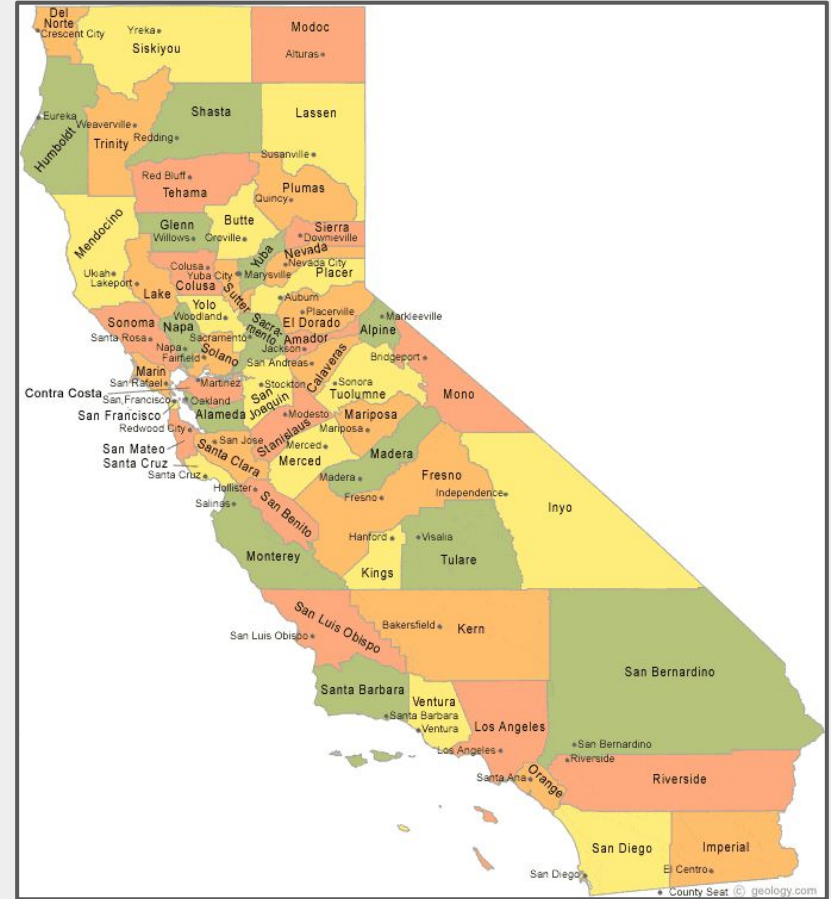 Del
Norte
Crescent City
Yreka
Siskiyou
Modoc
Alturas
Eureka
Humboldt
Weaverville
Trinity
Shasta
Redding
Lassen
Susanville
Red Bluff
Tehama
Plumas
Quincy
Mendocino
Ukiah
Glenn
Willows
Butte
Oroville
Sierra
Downieville
Yuba
Nevada
Nevada City
Lakeport
Lake
Colusa
Colusa
Yuba City
Marysville
Sutter
Placer
Auburn
Yolo
Woodland
Sonoma
Santa Rosa
Napa
Napa
Sacra-
mento
Sacramento
El Dorado
Placerville
Amador
Jackson
Alpine
Markleeville
Solano
Fairfield
Marin
San Rafael
San Andreas
Calaveras
Bridgeport
Mono
Contra Costa
Martinez
Stockton
San
Joaquin
Sonora
Tuolumne
San Francisco
Oakland
San Francisco
Alameda
Redwood City
Modesto
Stanislaus
Mariposa
Mariposa
San Mateo
San Jose
Santa Clara
Merced
Merced
Madera
Madera
Santa Cruz
Santa Cruz
Hollister
San Benito
Fresno
Fresno
Independence
Inyo
Salinas
Monterey
Hanford
Kings
Visalia
Tulare
San Luis Obispo
San Luis Obispo
Bakersfield
Kern
San Bernardino
Santa Barbara
Santa Barbara
Ventura
Ventura
Los Angeles
Los Angeles
San Bernardino
Riverside
Riverside
Santa Ana
Orange
San Diego
San Diego
Imperial
El Centro
County Seat © geology.com